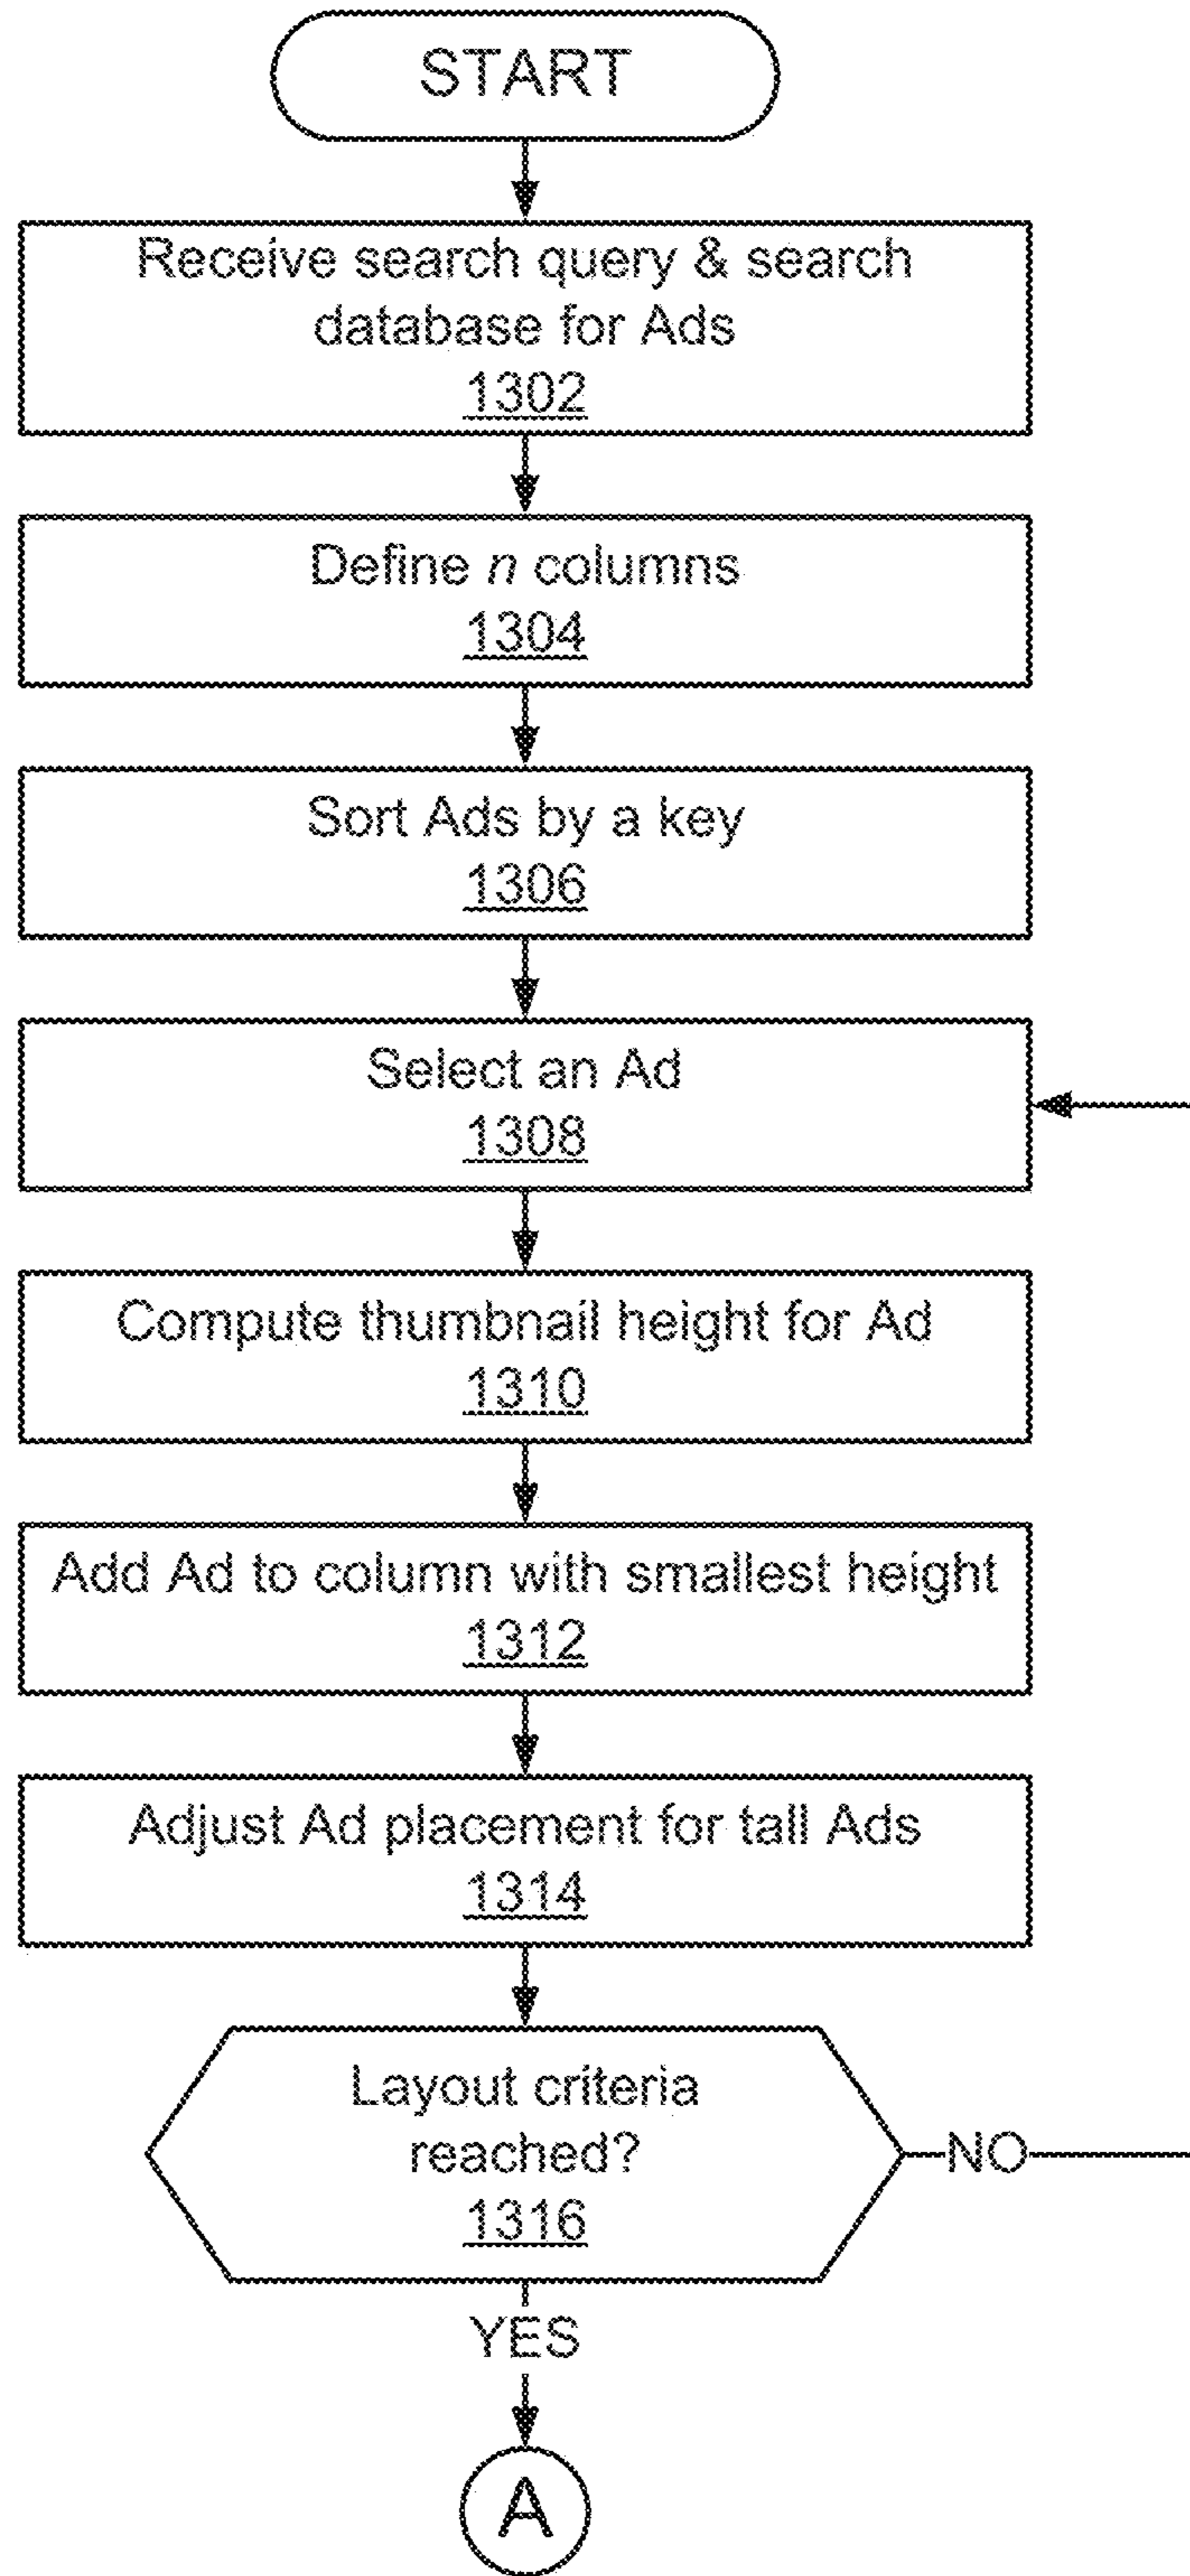 START
Receive search query & search
database for Ads
1302
Define n columns
1304
Sort Ads by a key
1306
Select an Ad
1308
Compute thumbnail height for Ad
1310
Add Ad to column with smallest height
1312
Adjust Ad placement for tall Ads
1314
Layout criteria
reached?
1316
NO
YES
A